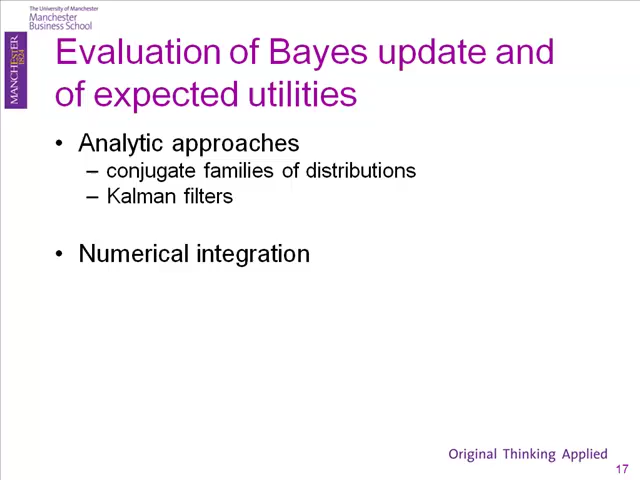 The University of Manchester
Manchester
Business School
MANCHESTER
1824
Evaluation of Bayes update and
of expected utilities
• Analytic approaches
– conjugate families of distributions
– Kalman filters
• Numerical integration
Original Thinking Applied
17